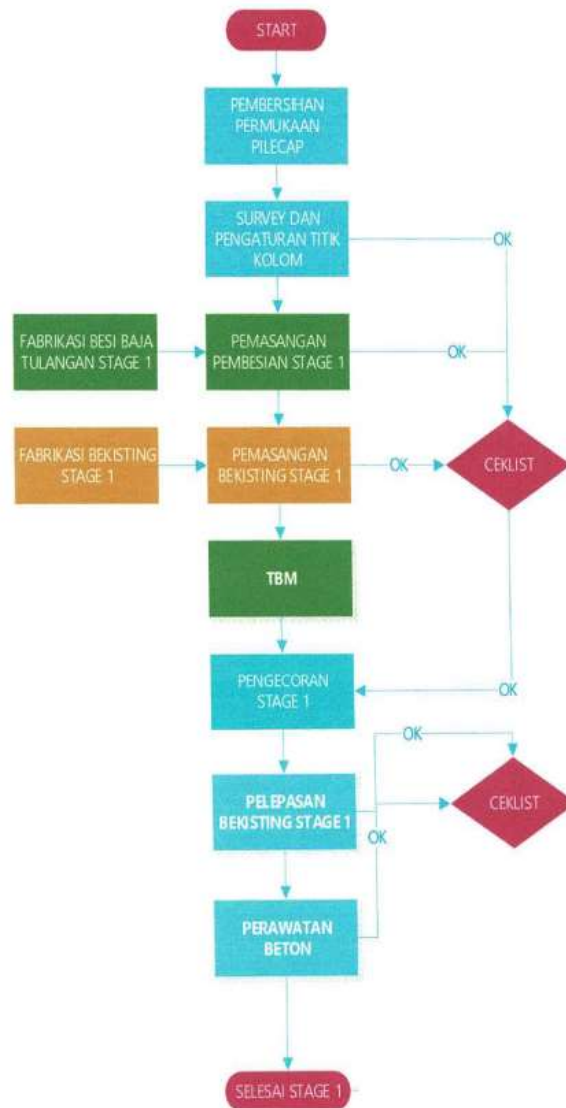 START
PEMBERSIHAN
PERMUKAAN
PILECAP
SURVEY DAN
PENGATURAN TITIK
KOLOM
OK
FABRIKASI BESI BAJA
TULANGAN STAGE 1
PEMASANGAN
PEMBESIAN STAGE 1
OK
FABRIKASI BEKISTING
STAGE 1
PEMASANGAN
BEKISTING STAGE 1
OK
CEKLIST
TBM
PENGECORAN
STAGE 1
OK
OK
PELEPASAN
BEKISTING STAGE 1
CEKLIST
OK
PERAWATAN
BETON
SELESAI STAGE 1